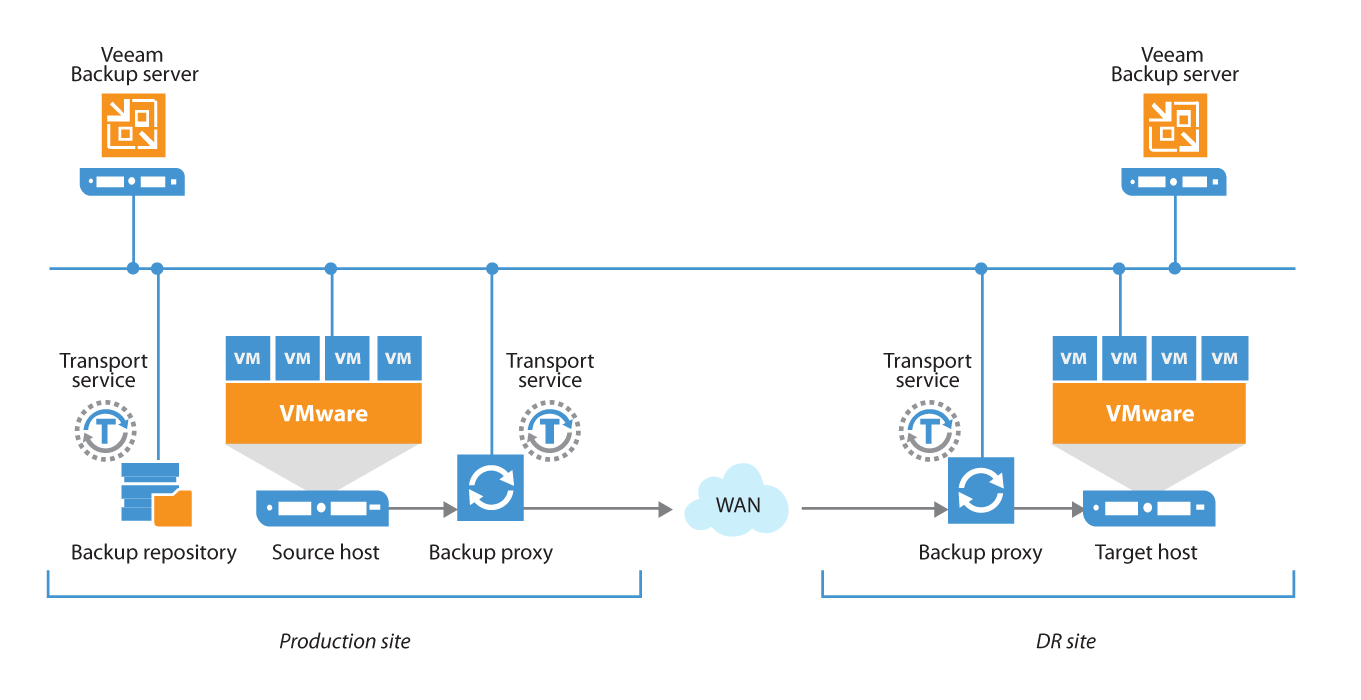 Veeam
Backup server
Veeam
Backup server
Transport
service
T
VM
VM
VM
VM
VMware
Transport
service
T
WAN
Transport
service
T
VM
VM
VM
VM
VMware
Backup repository
Source host
Backup proxy
Backup proxy
Target host
Production site
DR site